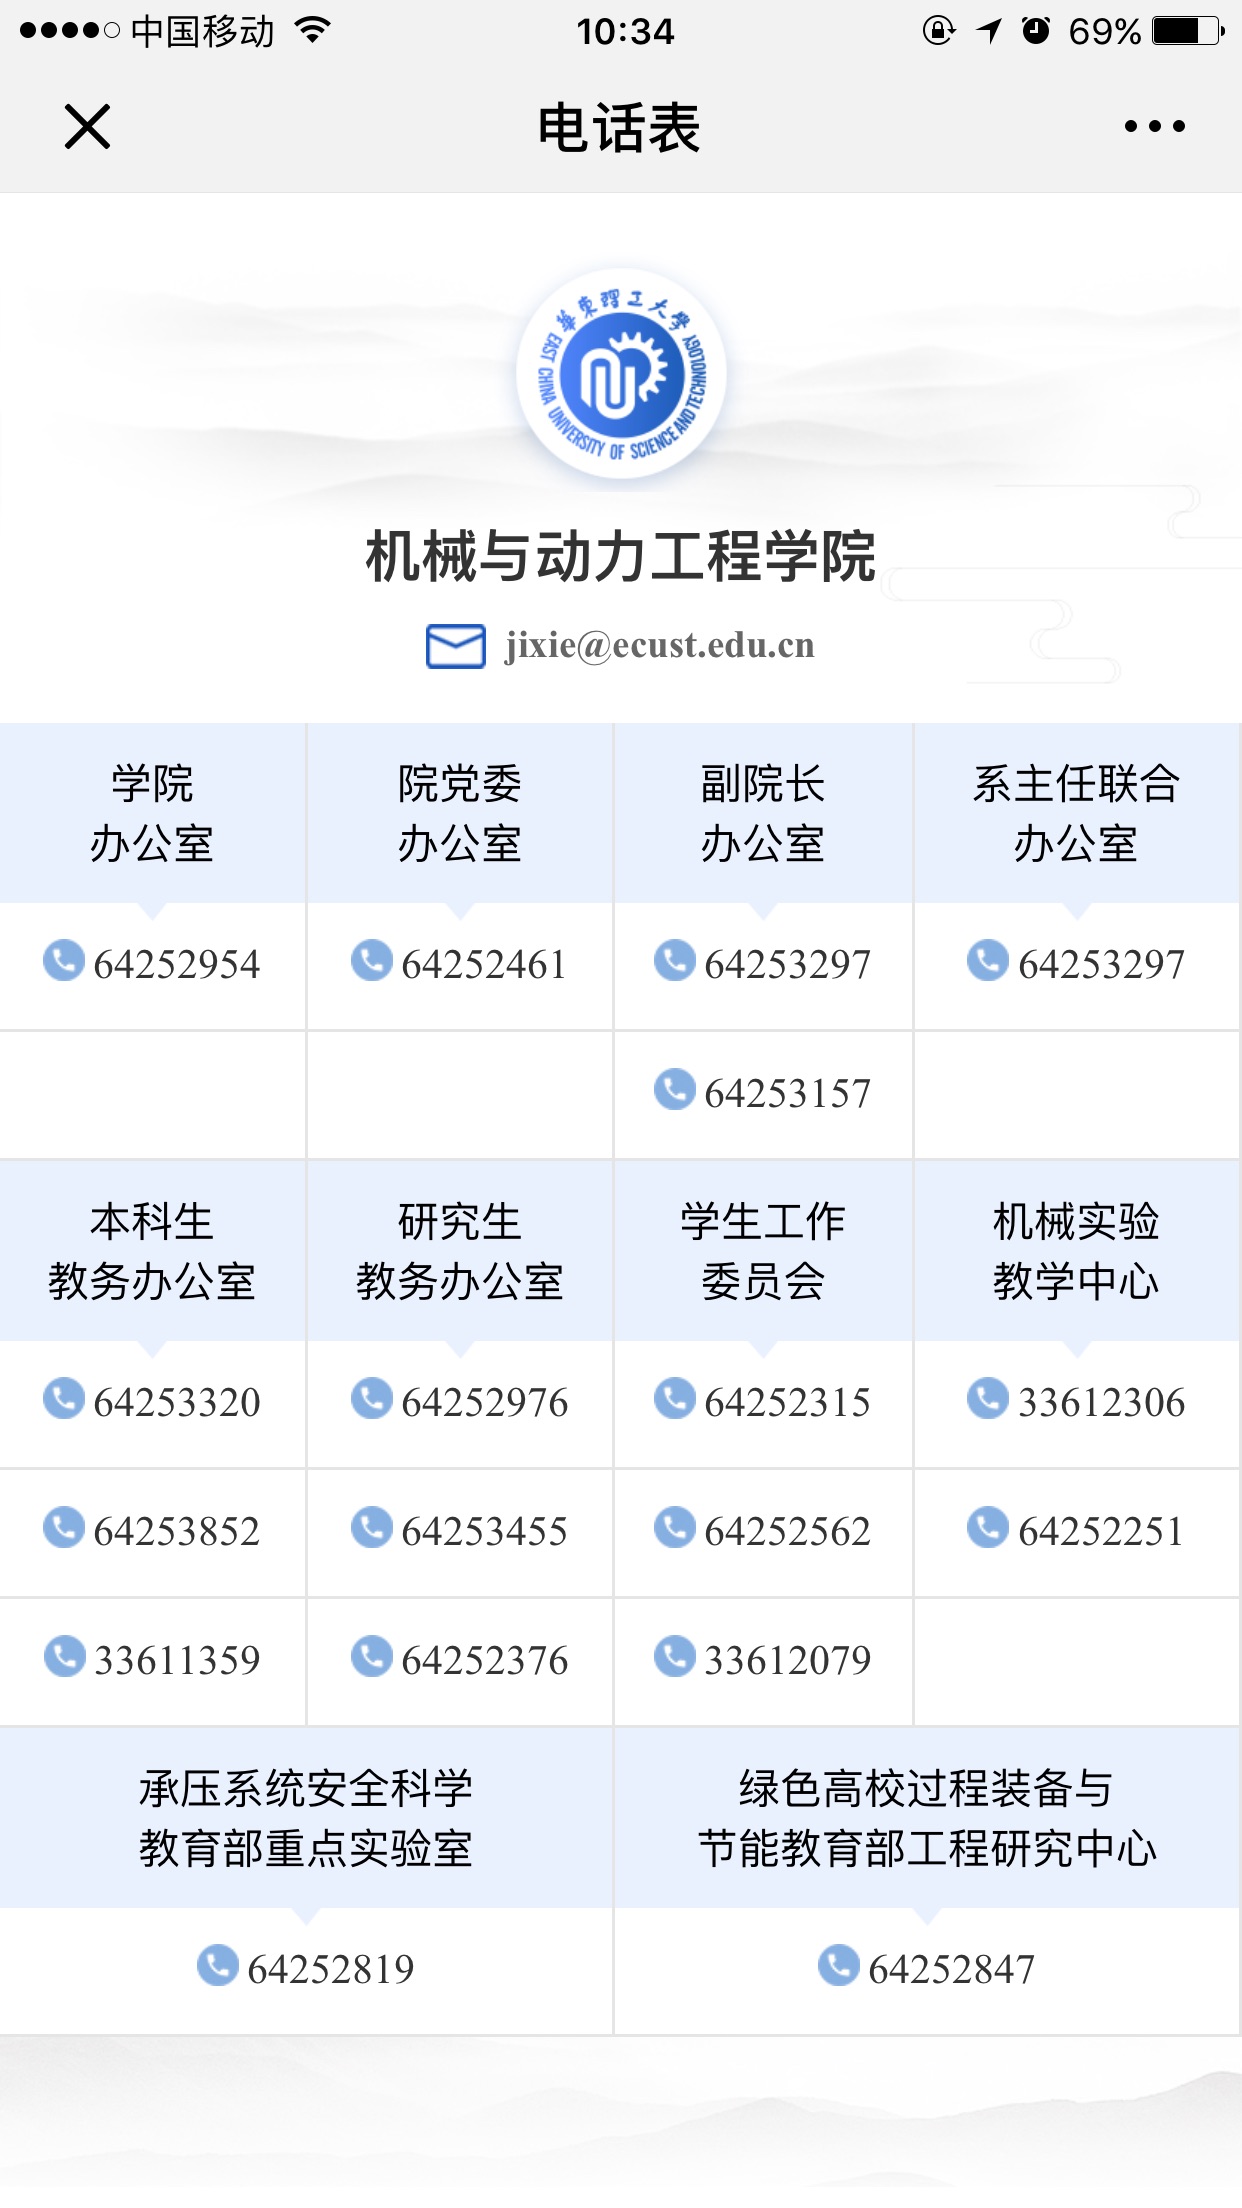 中国移动
10:34
69%
电话表
華東理工大學
EAST CHINA UNIVERSITY OF SCIENCE AND TECHNOLOGY
机械与动力工程学院
jixie@ecust.edu.cn
学院
办公室
院党委
办公室
副院长
办公室
系主任联合
办公室
64252954
64252461
64253297
64253297
64253157
本科生
教务办公室
研究生
教务办公室
学生工作
委员会
机械实验
教学中心
64253320
64252976
64252315
33612306
64253852
64253455
64252562
64252251
33611359
64252376
33612079
承压系统安全科学
教育部重点实验室
绿色高校过程装备与
节能教育部工程研究中心
64252819
64252847